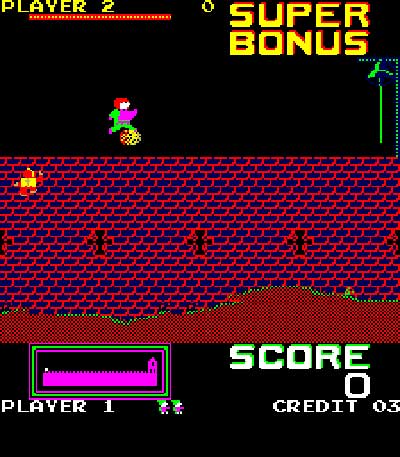 PLAYER 2 0
SUPER
BONUS
SCORE
0
PLAYER 1 CREDIT 03